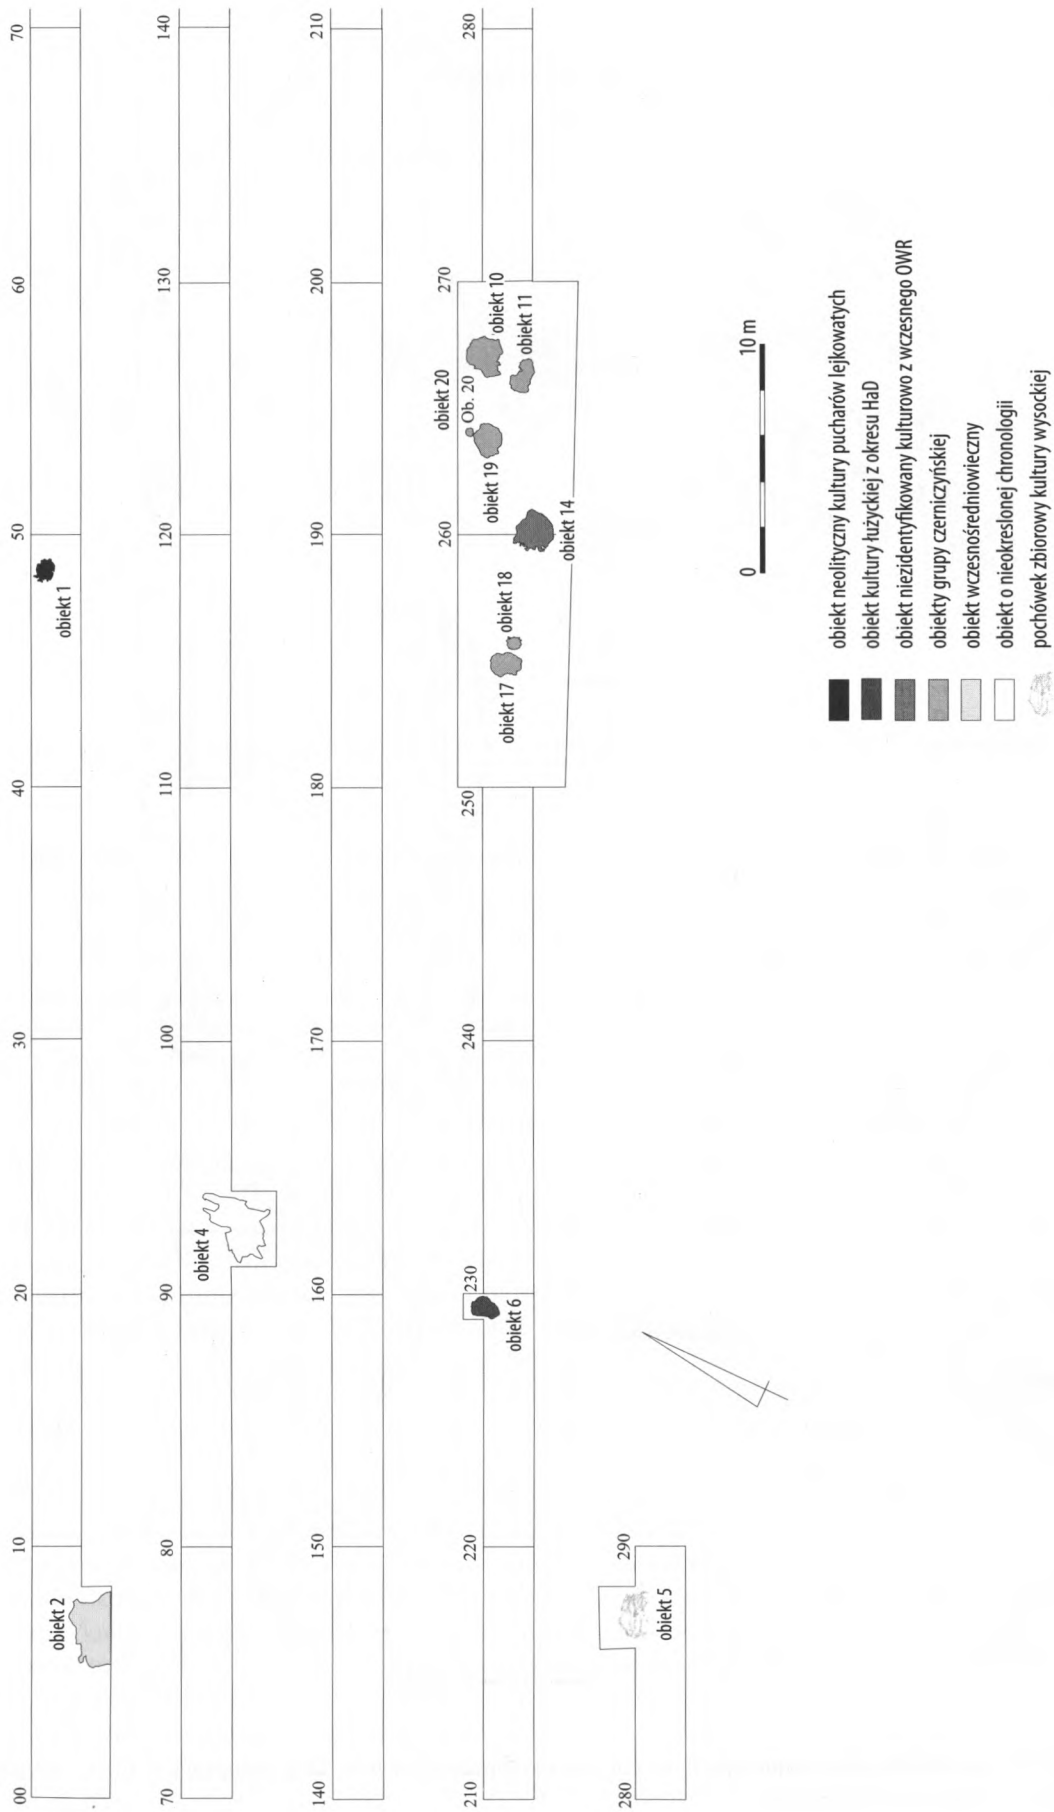 00 10 20 30 40 50 60 70
obiekt 2
obiekt 1
70 80 90 100 110 120 130 140
obiekt 4
140 150 160 170 180 190 200 210
210 220 230 240 250 260 270 280
obiekt 6
obiekt 17
obiekt 18
obiekt 14
obiekt 19
obiekt 20
Ob. 20
obiekt 10
obiekt 11
280 290
obiekt 5
0 10 m
obiekt neolityczny kultury pucharów lejkowatych
obiekt kultury łużyckiej z okresu HaD
obiekt niezidentyfikowany kulturowo z wczesnego OWR
obiekty grupy czerniczyńskiej
obiekt wczesnośredniowieczny
obiekt o nieokreslonej chronologii
pochówek zbiorowy kultury wysockiej